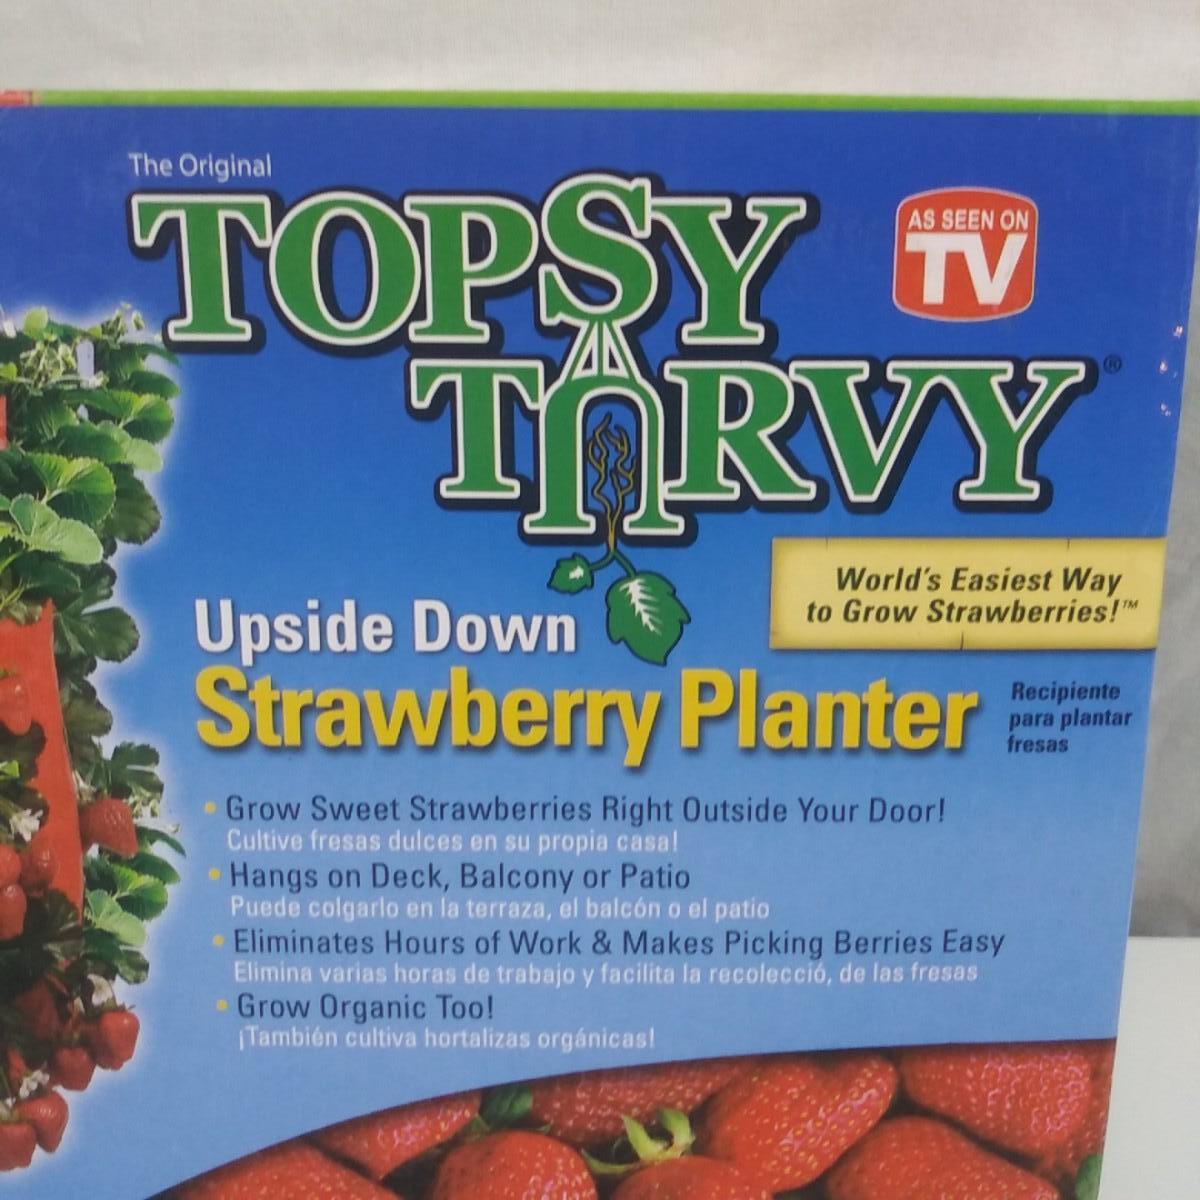 The Original
TOPSY
TURVY®
AS SEEN ON
TV
World's Easiest Way
to Grow Strawberries!™
Upside Down
Strawberry Planter
Recipiente
para plantar
fresas
• Grow Sweet Strawberries Right Outside Your Door!
Cultive fresas dulces en su propia casa!
• Hangs on Deck, Balcony or Patio
Puede colgarlo en la terraza, el balcón o el patio
• Eliminates Hours of Work & Makes Picking Berries Easy
Elimina varias horas de trabajo y facilita la recolecció, de las fresas
• Grow Organic Too!
¡También cultiva hortalizas orgánicas!